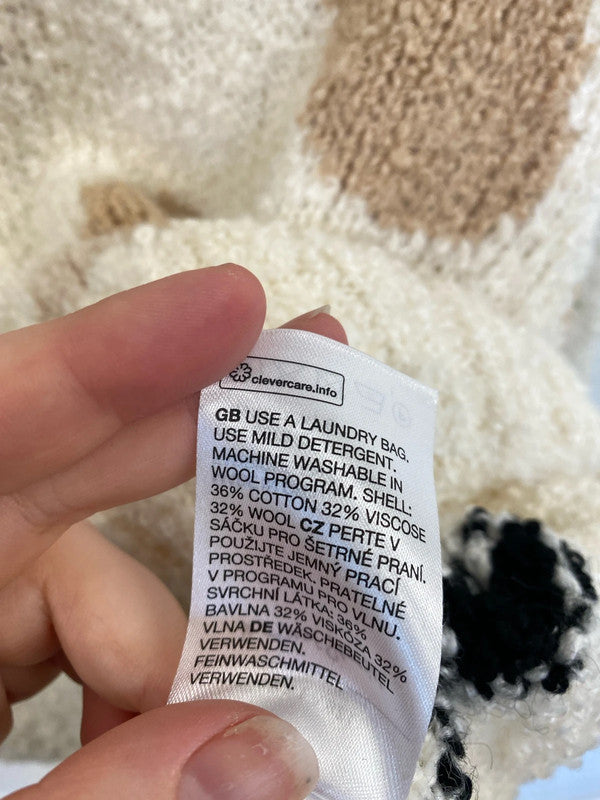 clevercare.info
GB USE A LAUNDRY BAG.
USE MILD DETERGENT.
MACHINE WASHABLE IN
WOOL PROGRAM. SHELL:
36% COTTON 32% VISCOSE
32% WOOL CZ PERTE V
SÁČKU PRO ŠETRNÉ PRANÍ.
POUŽIJTE JEMNÝ PRACÍ
PROSTŘEDEK. PRATELNÉ
V PROGRAMU PRO VLNU.
SVRCHNÍ LÁTKA: 36%
BAVLNA 32% VISKÓZA 32%
VLNA DE WÄSCHEBEUTEL
VERWENDEN.
FEINWASCHMITTEL
VERWENDEN.